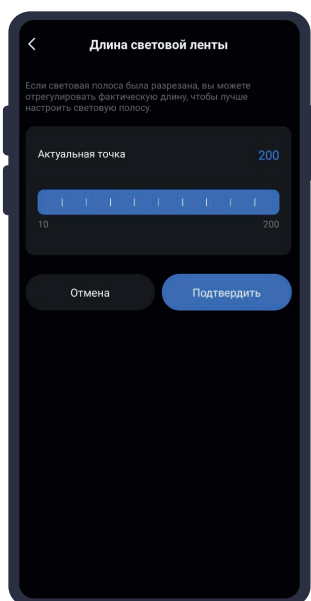 Длина световой ленты
Если световая полоса была разрезана, вы можете
отрегулировать фактическую длину, чтобы лучше
настроить световую полосу.
Актуальная точка 200
10 200
Отмена Подтвердить